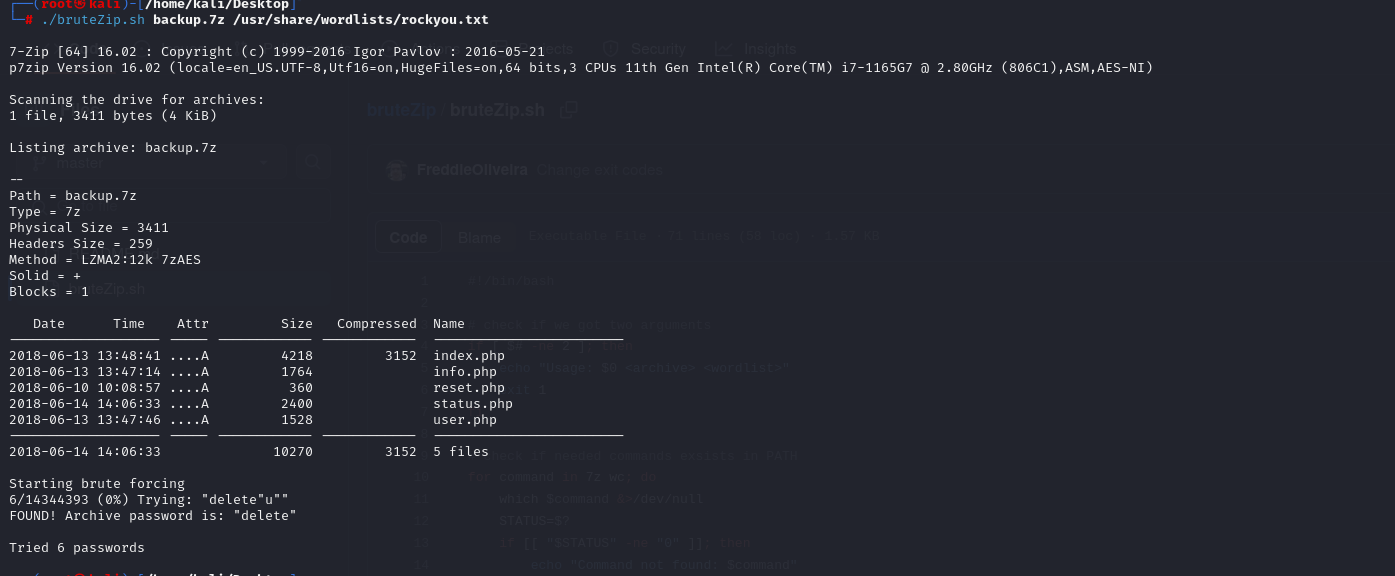 ┌──(root㉿kali)-[/home/kali/Desktop]
└─# ./bruteZip.sh backup.7z /usr/share/wordlists/rockyou.txt
7-Zip [64] 16.02 : Copyright (c) 1999-2016 Igor Pavlov : 2016-05-21
p7zip Version 16.02 (locale=en_US.UTF-8,Utf16=on,HugeFiles=on,64 bits,3 CPUs 11th Gen Intel(R) Core(TM) i7-1165G7 @ 2.80GHz (806C1),ASM,AES-NI)
Scanning the drive for archives:
1 file, 3411 bytes (4 KiB)
Listing archive: backup.7z
--
Path = backup.7z
Type = 7z
Physical Size = 3411
Headers Size = 259
Method = LZMA2:12k 7zAES
Solid = +
Blocks = 1
Date Time Attr Size Compressed Name
------------------- ----- ------------ ------------ ------------------------
2018-06-13 13:48:41 ....A 4218 3152 index.php
2018-06-13 13:47:14 ....A 1764 info.php
2018-06-10 10:08:57 ....A 360 reset.php
2018-06-14 14:06:33 ....A 2400 status.php
2018-06-13 13:47:46 ....A 1528 user.php
------------------- ----- ------------ ------------ ------------------------
2018-06-14 14:06:33 10270 3152 5 files
Starting brute forcing
6/14344393 (0%) Trying: "delete"u""
FOUND! Archive password is: "delete"
Tried 6 passwords
Security
Insights
bruteZip / bruteZip.sh
master
FreddieOliveira Change exit codes
Code
Blame
bruteZip.sh